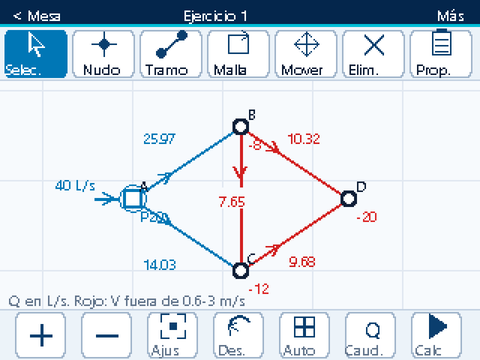 < Mesa Ejercicio 1 Más
Selec. Nudo Tramo Malla Mover Elim. Prop.
B
25.97 -8 10.32
40 L/s A 7.65 D
P20 -20
14.03 C 9.68
-12
Q en L/s. Rojo: V fuera de 0.6-3 m/s
+ − Ajus Des. Auto Q Caud. Calc